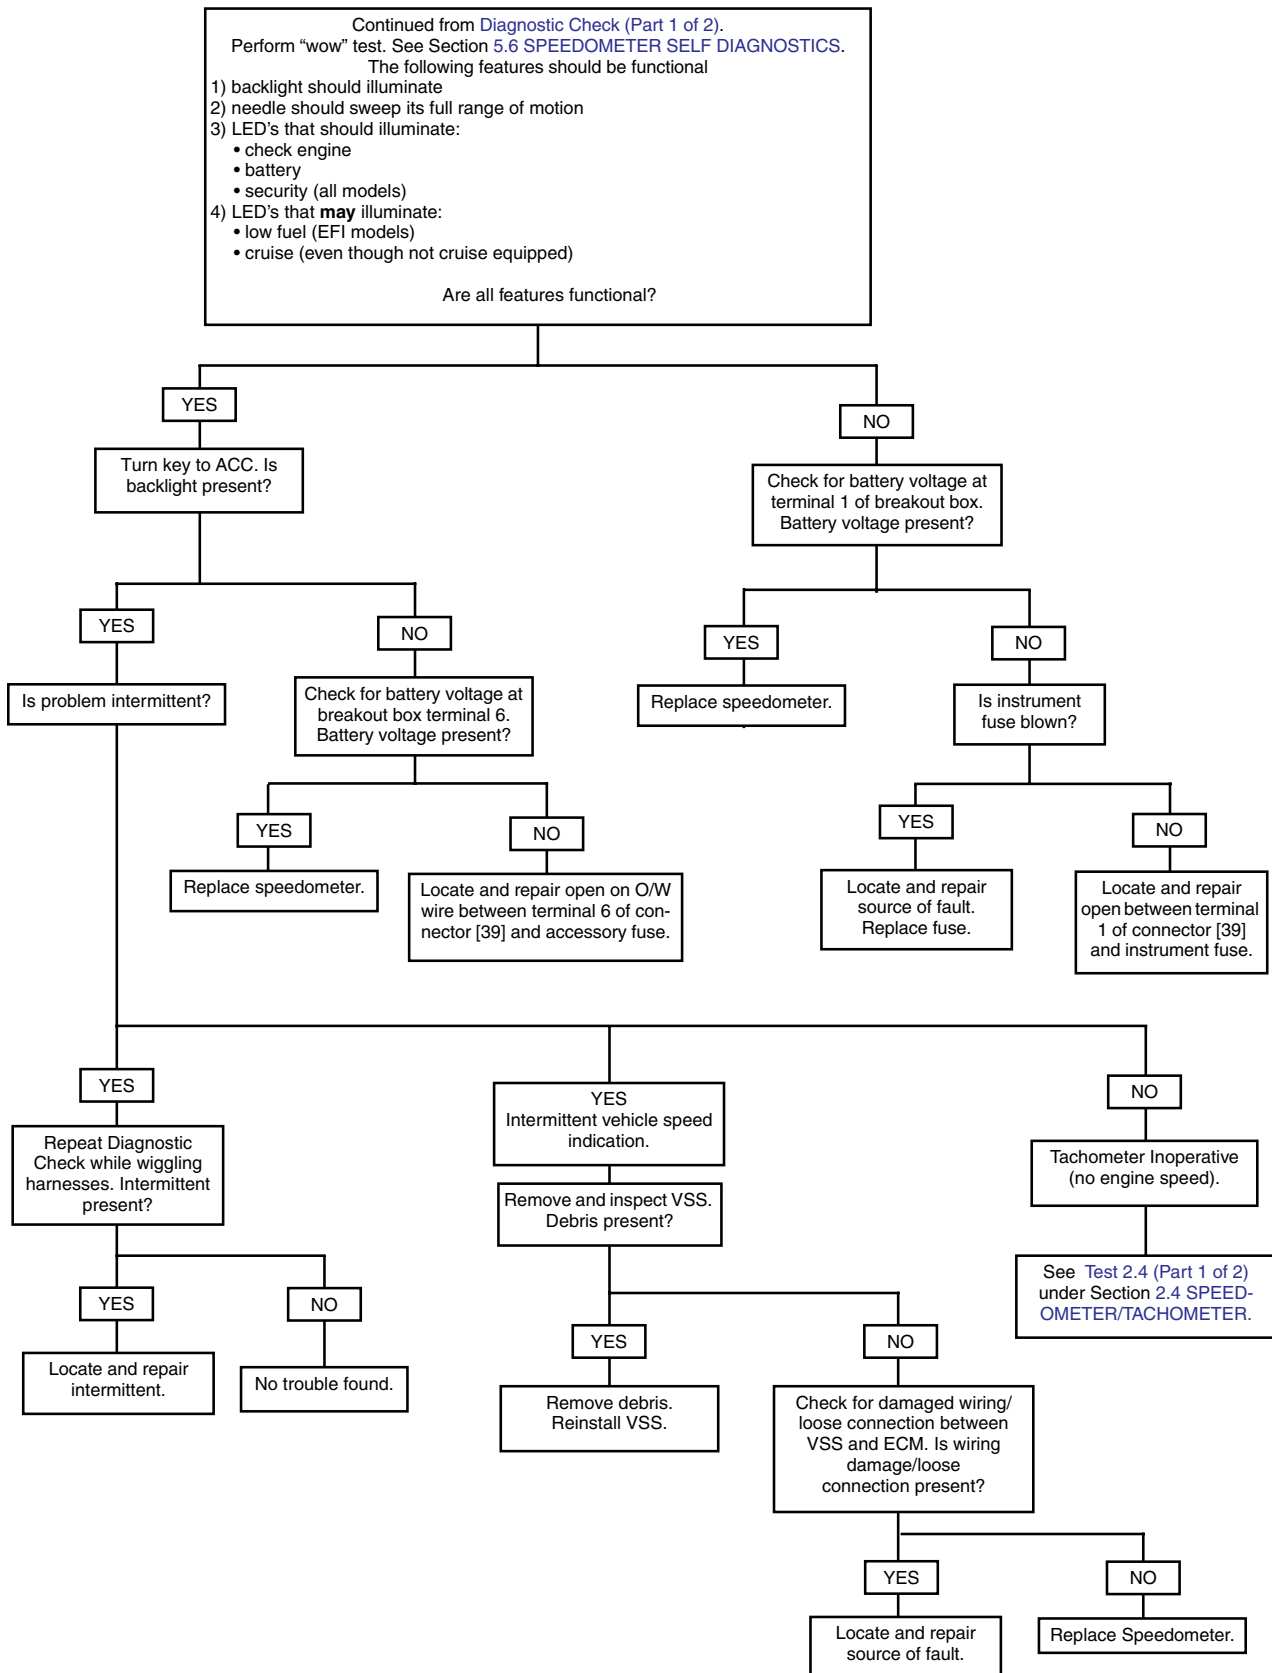 Continued from Diagnostic Check (Part 1 of 2).
Perform “wow” test. See Section 5.6 SPEEDOMETER SELF DIAGNOSTICS.
The following features should be functional
1) backlight should illuminate
2) needle should sweep its full range of motion
3) LED’s that should illuminate:
• check engine
• battery
• security (all models)
4) LED’s that may illuminate:
• low fuel (EFI models)
• cruise (even though not cruise equipped)
Are all features functional?
YES
NO
Turn key to ACC. Is
backlight present?
Check for battery voltage at
terminal 1 of breakout box.
Battery voltage present?
YES
NO
YES
NO
Is problem intermittent?
Check for battery voltage at
breakout box terminal 6.
Battery voltage present?
Replace speedometer.
Is instrument
fuse blown?
YES
NO
YES
NO
Replace speedometer.
Locate and repair open on O/W
wire between terminal 6 of con-
nector [39] and accessory fuse.
Locate and repair
source of fault.
Replace fuse.
Locate and repair
open between terminal
1 of connector [39]
and instrument fuse.
YES
YES
Intermittent vehicle speed
indication.
NO
Repeat Diagnostic
Check while wiggling
harnesses. Intermittent
present?
Remove and inspect VSS.
Debris present?
Tachometer Inoperative
(no engine speed).
YES
NO
See Test 2.4 (Part 1 of 2)
under Section 2.4 SPEED-
OMETER/TACHOMETER.
YES
NO
Locate and repair
intermittent.
No trouble found.
Remove debris.
Reinstall VSS.
Check for damaged wiring/
loose connection between
VSS and ECM. Is wiring
damage/loose
connection present?
YES
NO
Locate and repair
source of fault.
Replace Speedometer.